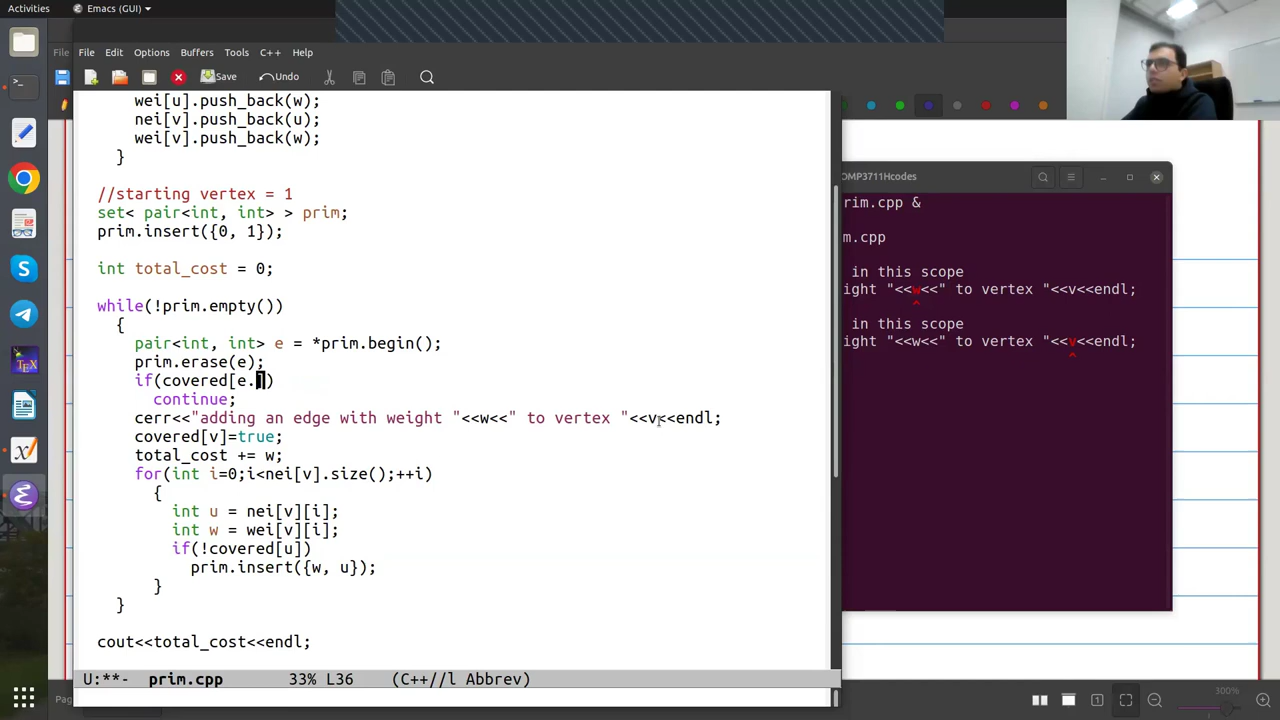 Activities
Emacs (GUI)
File
File Edit Options Buffers Tools C++ Help
Save Undo
wei[u].push_back(w);
nei[v].push_back(u);
wei[v].push_back(w);
}
//starting vertex = 1
set< pair<int, int> > prim;
prim.insert({0, 1});
int total_cost = 0;
while(!prim.empty())
{
pair<int, int> e = *prim.begin();
prim.erase(e);
if(covered[e.])
continue;
cerr<<"adding an edge with weight "<<w<<" to vertex "<<v<<endl;
covered[v]=true;
total_cost += w;
for(int i=0;i<nei[v].size();++i)
{
int u = nei[v][i];
int w = wei[v][i];
if(!covered[u])
prim.insert({w, u});
}
}
cout<<total_cost<<endl;
U:**- prim.cpp 33% L36 (C++//l Abbrev)
OMP3711Hcodes
rim.cpp &
m.cpp
in this scope
ight "<<w<<" to vertex "<<v<<endl;
^
in this scope
ight "<<w<<" to vertex "<<v<<endl;
^
Pag
300%